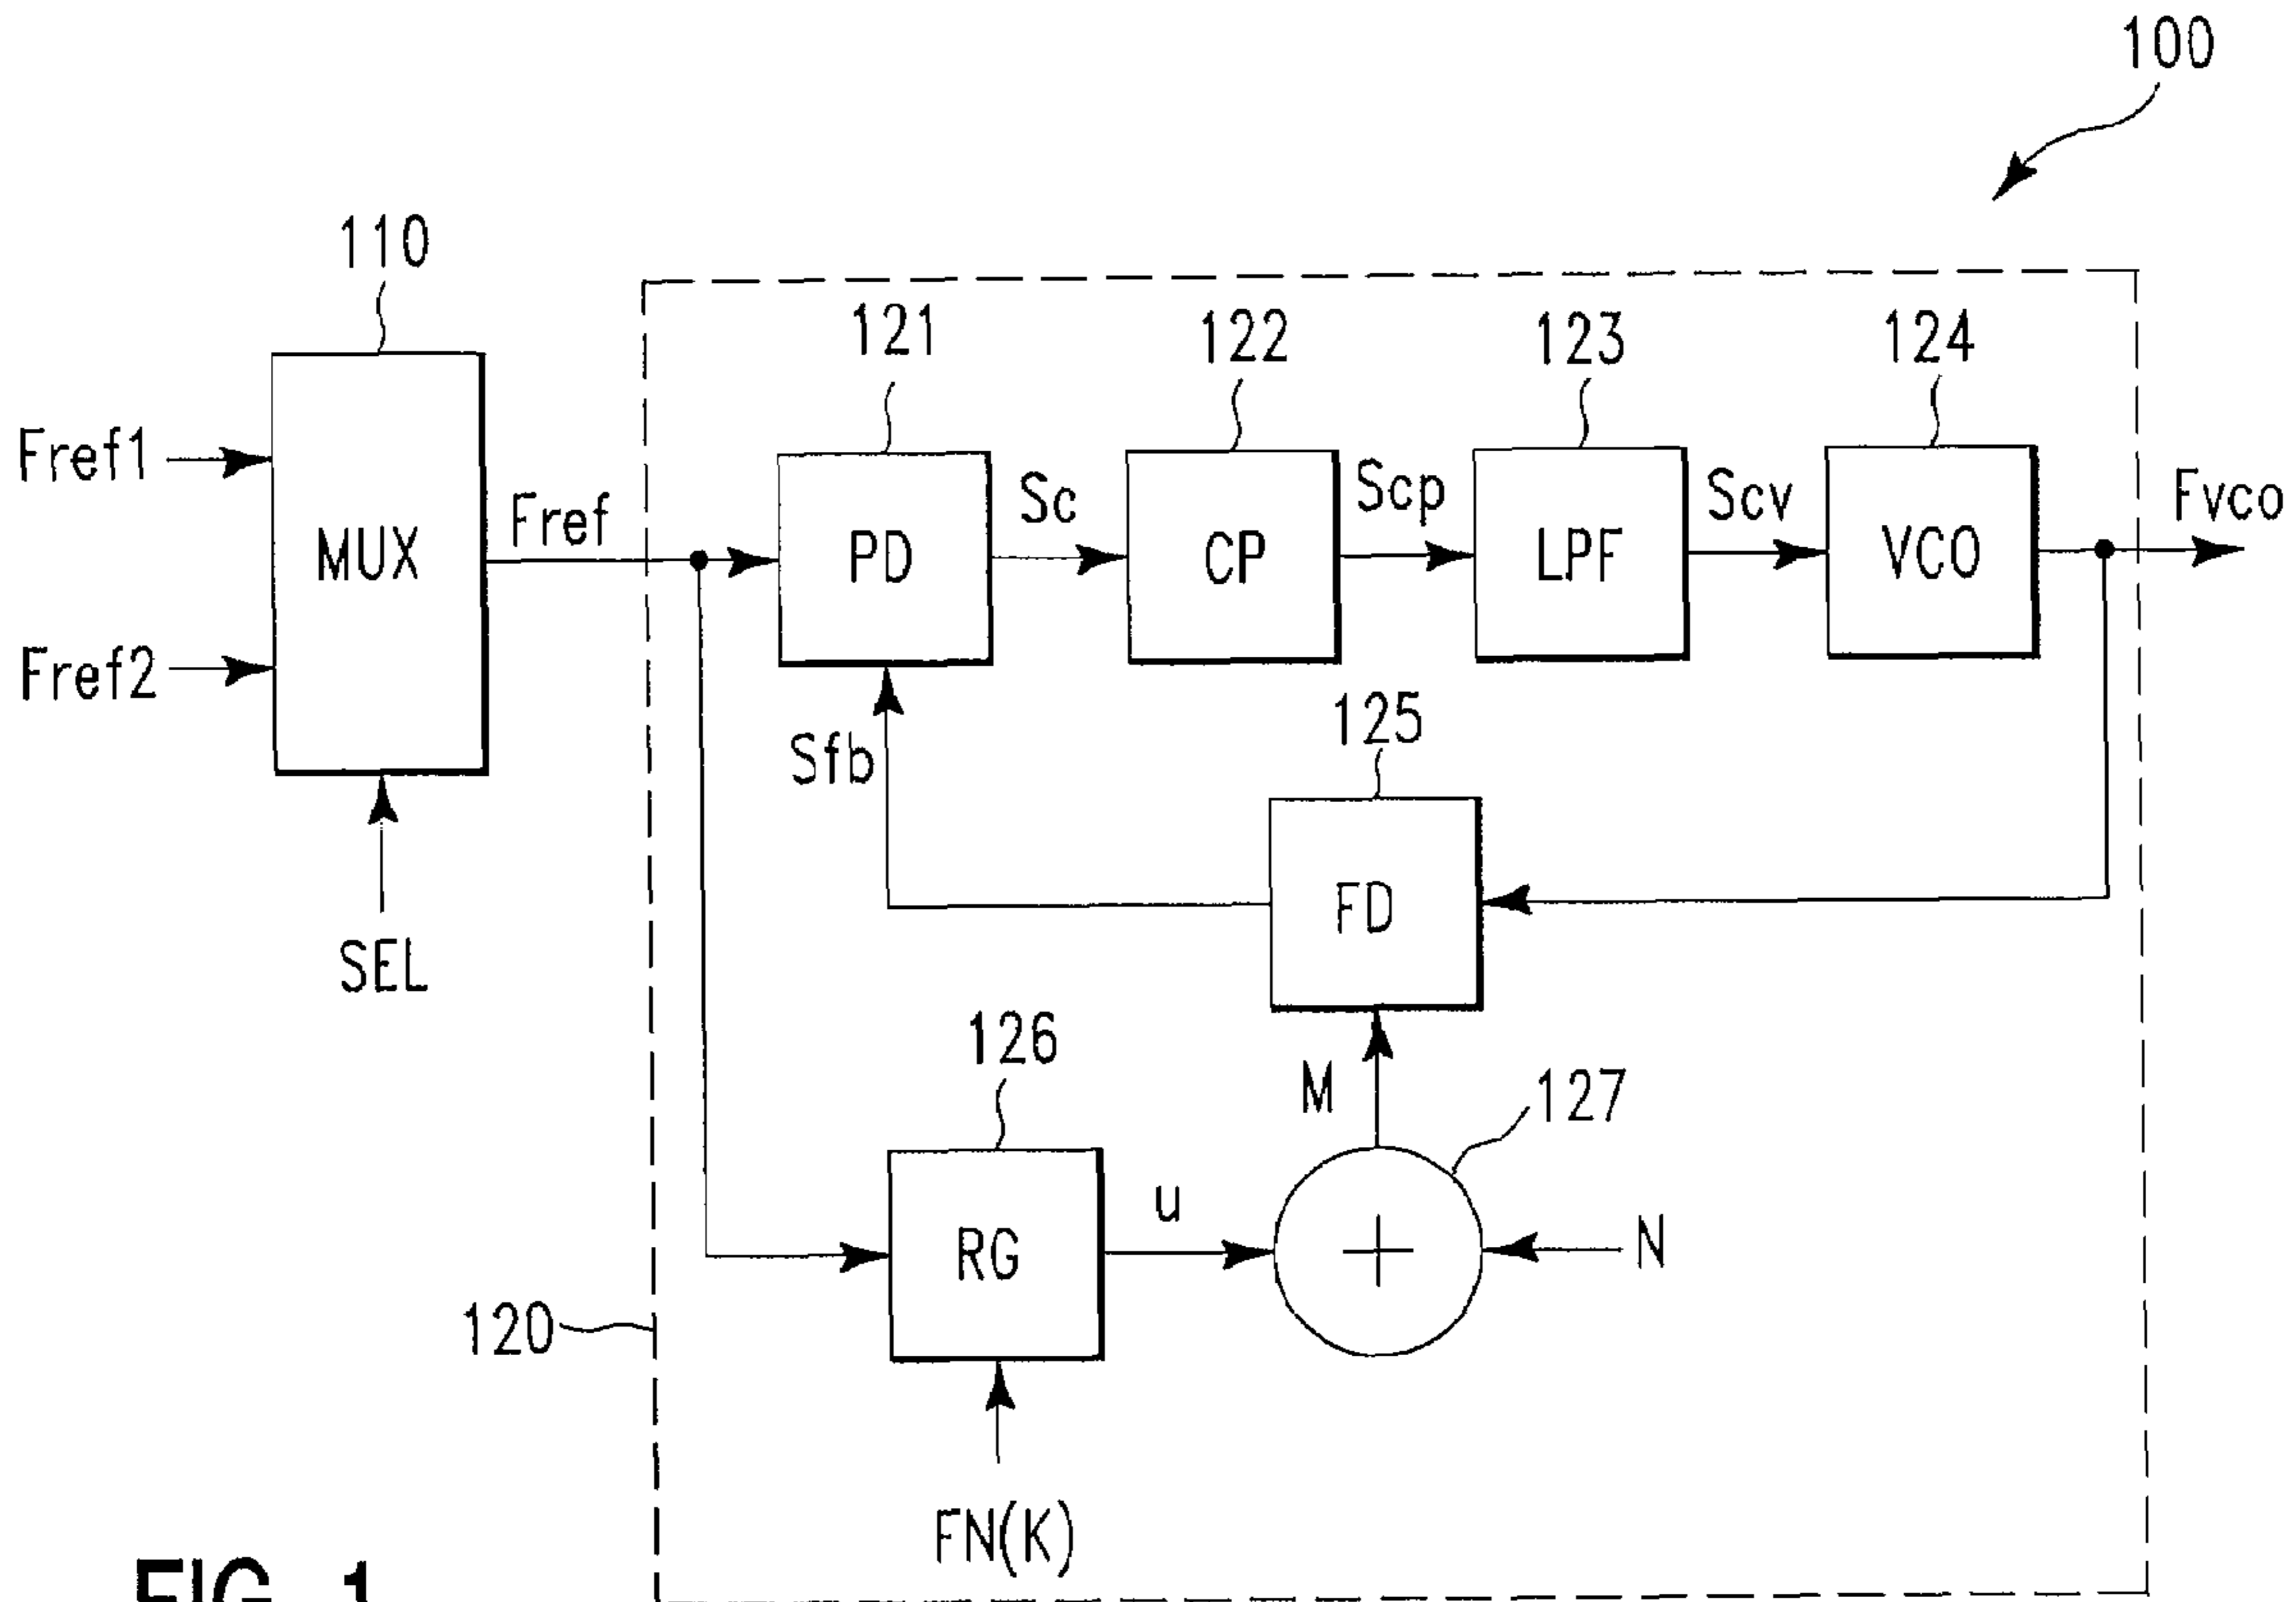 100
110
121
122
123
124
Fref1
Fref2
MUX
SEL
Fref
PD
Sc
CP
Scp
LPF
Scv
VCO
Fvco
Sfb
125
FD
126
M
127
RG
u
+
N
120
FN(K)
FIG. 1